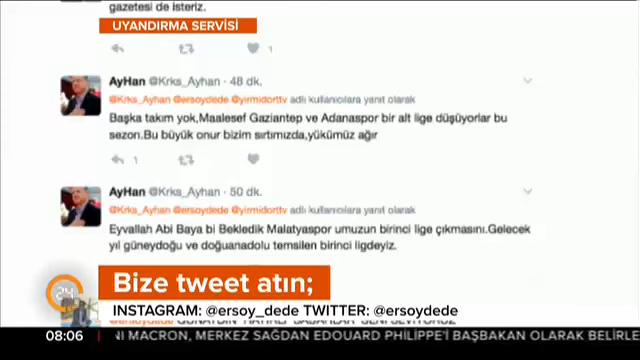 gazetesi de isteriz.
UYANDIRMA SERVİSİ
1
AyHan @Krks_Ayhan · 48 dk.
@Krks_Ayhan @ersoydede @yirmidorttv adlı kullanıcılara yanıt olarak
Başka takım yok,Maalesef Gaziantep ve Adanaspor bir alt lige düşüyorlar bu
sezon.Bu büyük onur bizim sırtımızda,yükümüz ağır
1
AyHan @Krks_Ayhan · 50 dk.
@Krks_Ayhan @ersoydede @yirmidorttv adlı kullanıcılara yanıt olarak
Eyvallah Abi Baya bi Bekledik Malatyaspor umuzun birinci lige çıkmasını.Gelecek
yıl güneydoğu ve doğuanadolu temsilen birinci ligdeyiz.
24
Bize tweet atın;
INSTAGRAM: @ersoy_dede TWITTER: @ersoydede
08:06
NI MACRON, MERKEZ SAĞDAN EDOUARD PHILIPPE'İ BAŞBAKAN OLARAK BELİRLE